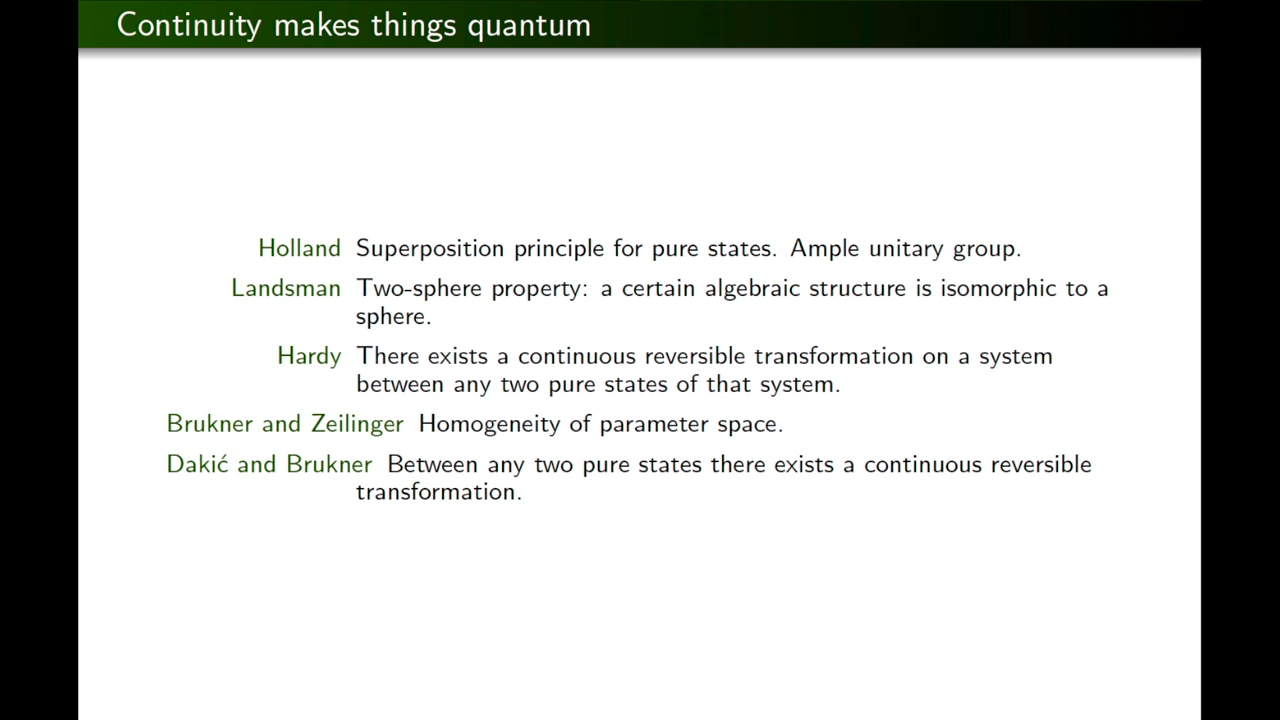 Continuity makes things quantum
Holland Superposition principle for pure states. Ample unitary group.
Landsman Two-sphere property: a certain algebraic structure is isomorphic to a
sphere.
Hardy There exists a continuous reversible transformation on a system
between any two pure states of that system.
Brukner and Zeilinger Homogeneity of parameter space.
Dakić and Brukner Between any two pure states there exists a continuous reversible
transformation.